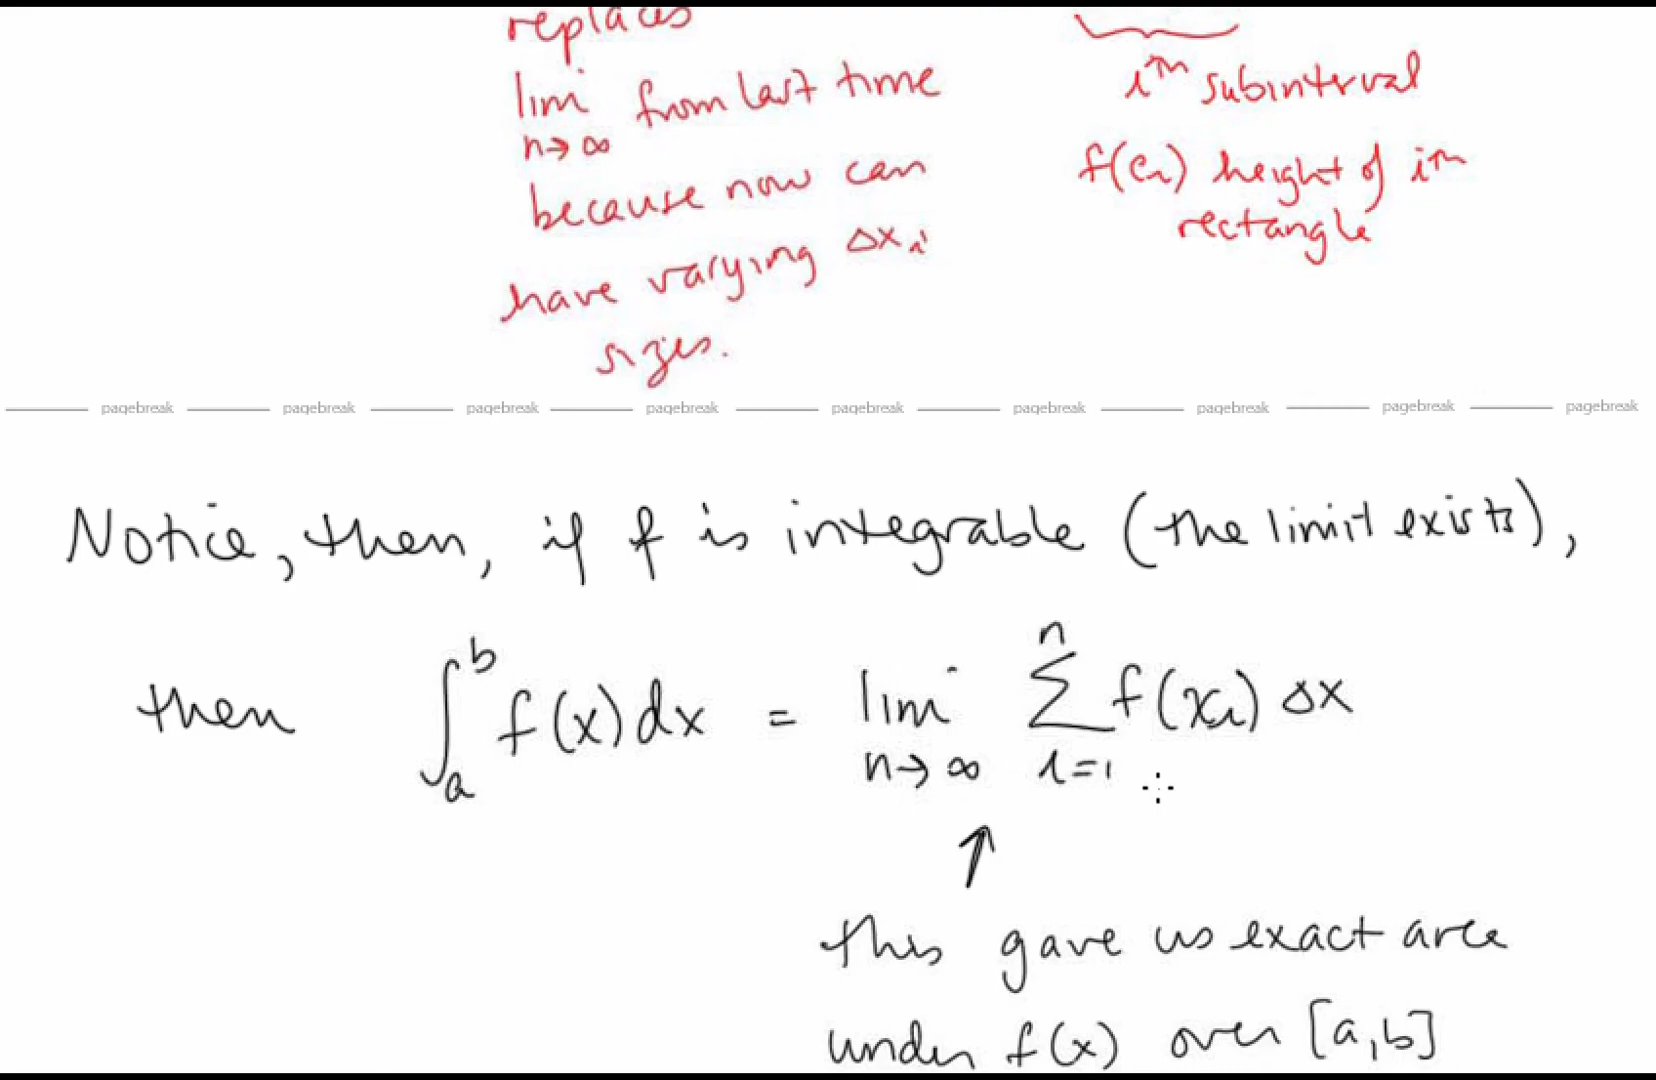 replaces
lim from last time
n→∞
because now can
have varying Δxᵢ
sizes.
iᵗʰ subinterval
f(cᵢ) height of iᵗʰ
rectangle
pagebreak pagebreak pagebreak pagebreak pagebreak pagebreak pagebreak pagebreak pagebreak
Notice, then, if f is integrable (the limit exists),
then ∫ₐᵇ f(x)dx = lim n→∞ ∑ⁿᵢ₌₁ f(xᵢ) Δx
↑
this gave us exact area
under f(x) over [a,b]